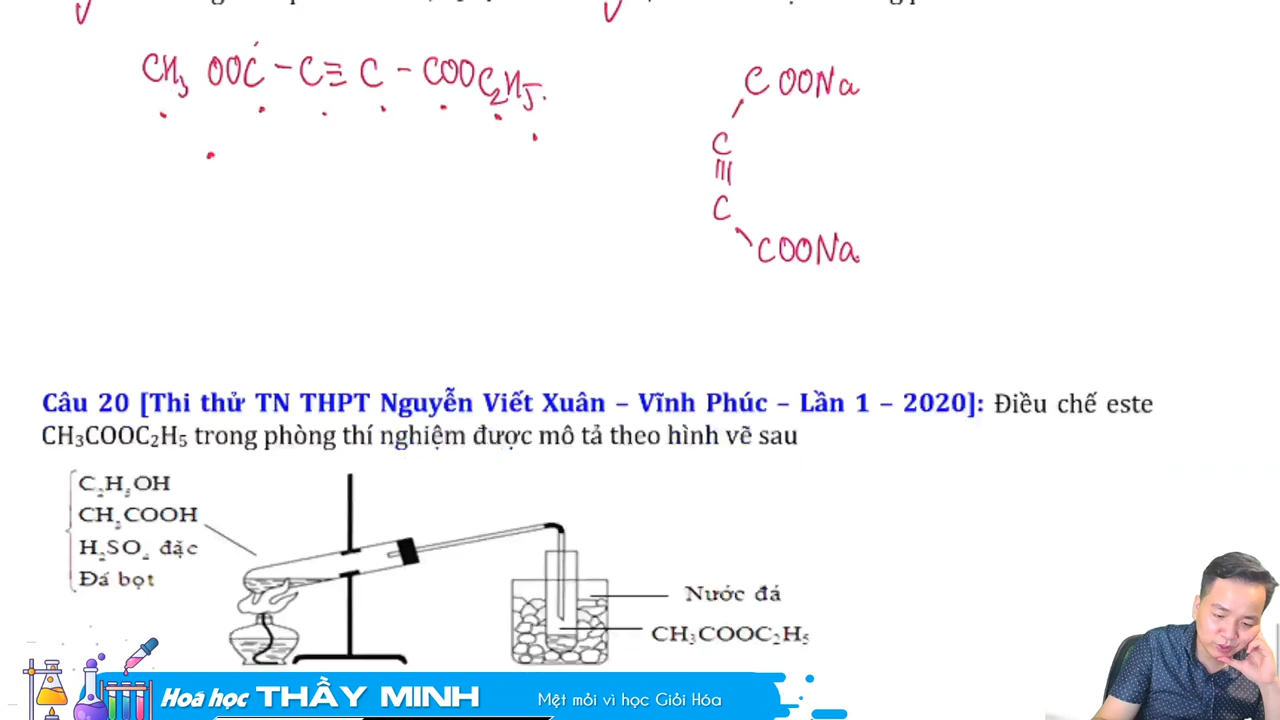 CH₃ OOC – C ≡ C – COOC₂H₅.
COONa
C
|||
C
COONa
Câu 20 [Thi thử TN THPT Nguyễn Viết Xuân – Vĩnh Phúc – Lần 1 – 2020]: Điều chế este
CH₃COOC₂H₅ trong phòng thí nghiệm được mô tả theo hình vẽ sau
C₂H₅OH
CH₃COOH
H₂SO₄ đặc
Đá bọt
Nước đá
CH₃COOC₂H₅
Hoá học THẦY MINH
Mệt mỏi vì học Giỏi Hóa